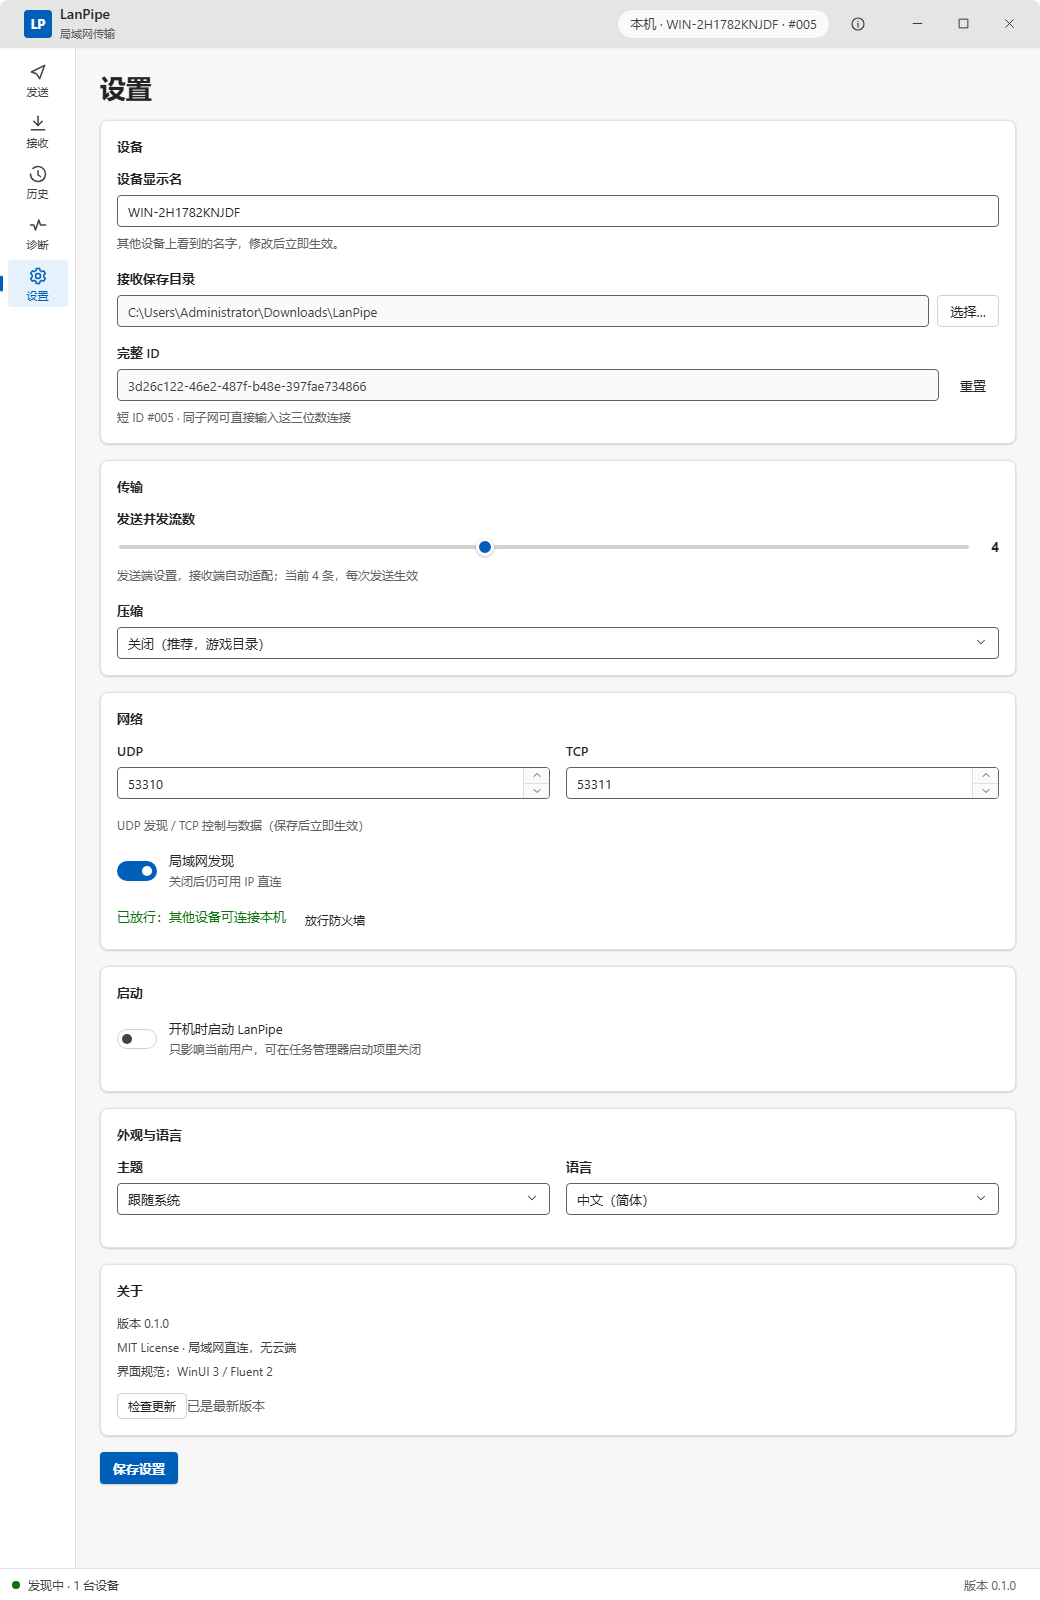 LP
LanPipe
局域网传输
本机 · WIN-2H1782KNJDF · #005
发送
接收
历史
诊断
设置
设置
设备
设备显示名
WIN-2H1782KNJDF
其他设备上看到的名字，修改后立即生效。
接收保存目录
C:\Users\Administrator\Downloads\LanPipe
选择...
完整 ID
3d26c122-46e2-487f-b48e-397fae734866
重置
短 ID #005 · 同子网可直接输入这三位数连接
传输
发送并发流数
4
发送端设置，接收端自动适配；当前 4 条，每次发送生效
压缩
关闭（推荐，游戏目录）
网络
UDP
TCP
53310
53311
UDP 发现 / TCP 控制与数据（保存后立即生效）
局域网发现
关闭后仍可用 IP 直连
已放行：其他设备可连接本机
放行防火墙
启动
开机时启动 LanPipe
只影响当前用户，可在任务管理器启动项里关闭
外观与语言
主题
语言
跟随系统
中文（简体）
关于
版本 0.1.0
MIT License · 局域网直连，无云端
界面规范：WinUI 3 / Fluent 2
检查更新 已是最新版本
保存设置
发现中 · 1 台设备
版本 0.1.0